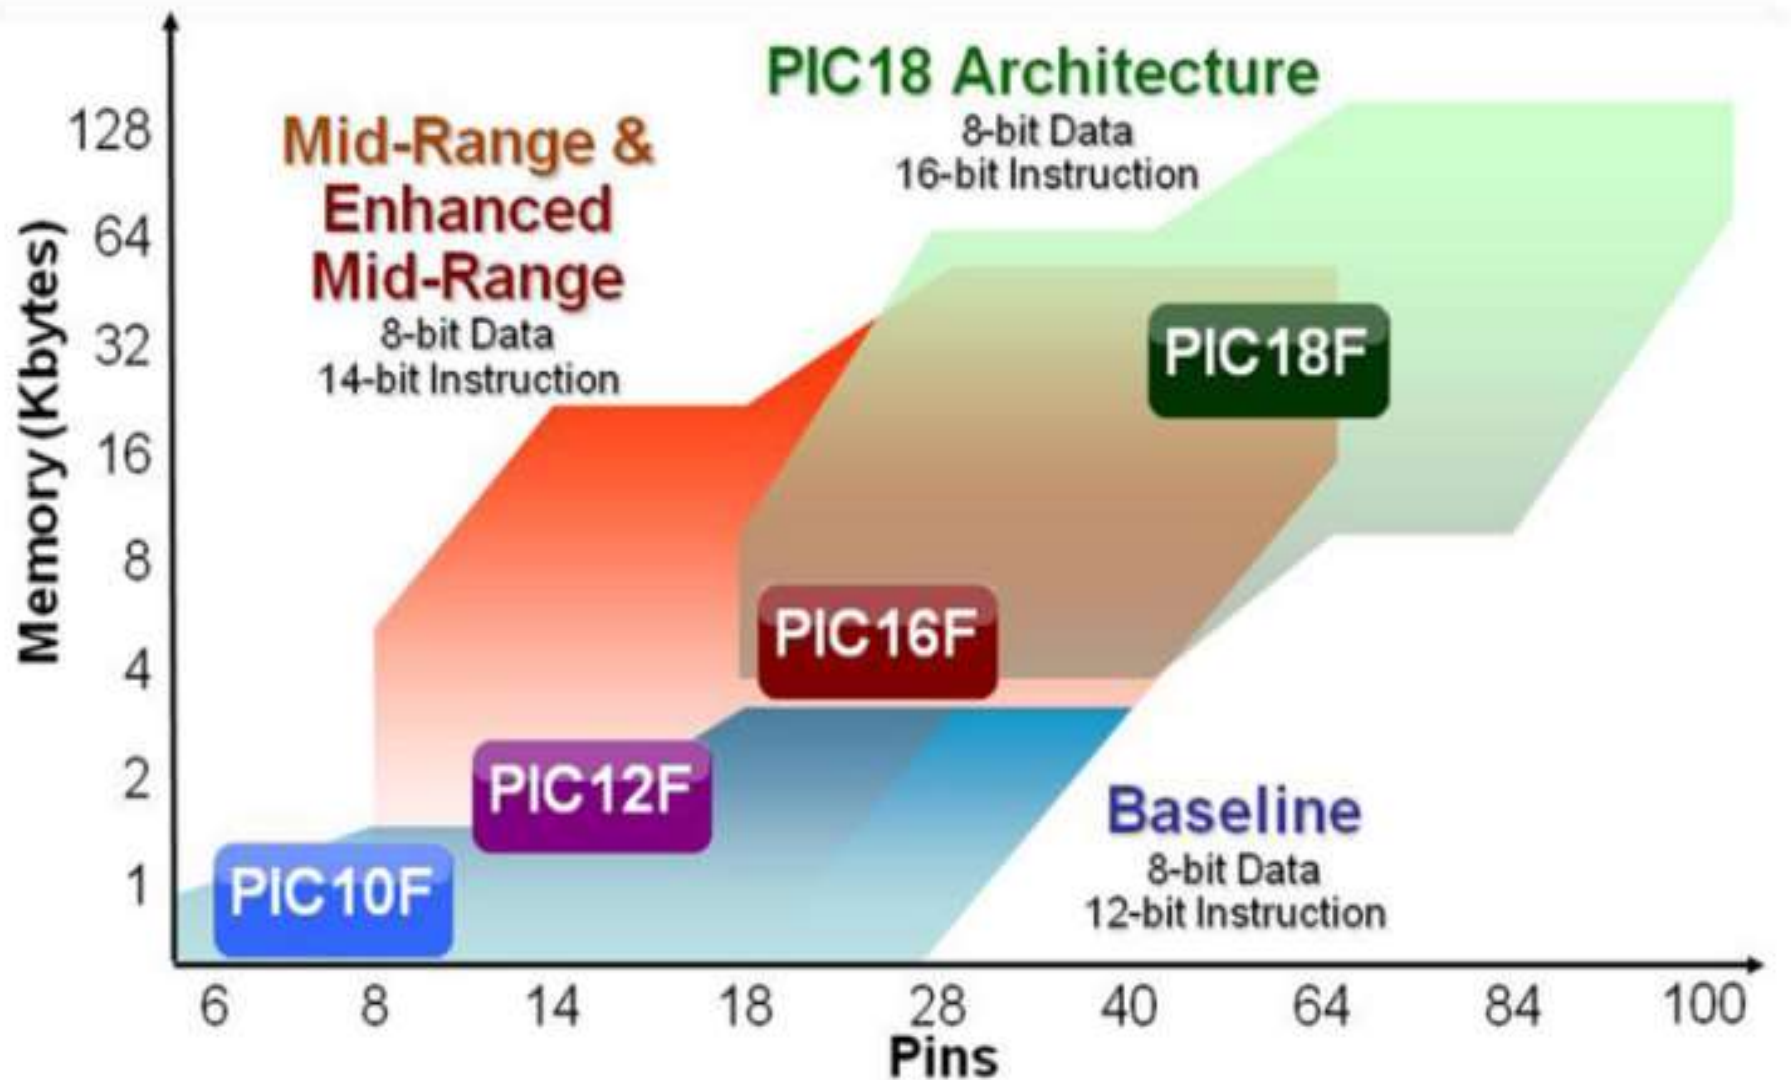 PIC18 Architecture
8-bit Data
16-bit Instruction
Mid-Range &
Enhanced
Mid-Range
8-bit Data
14-bit Instruction
Memory (Kbytes)
128
64
32
16
8
4
2
1
PIC18F
PIC16F
PIC12F
PIC10F
Baseline
8-bit Data
12-bit Instruction
6 8 14 18 28 40 64 84 100
Pins